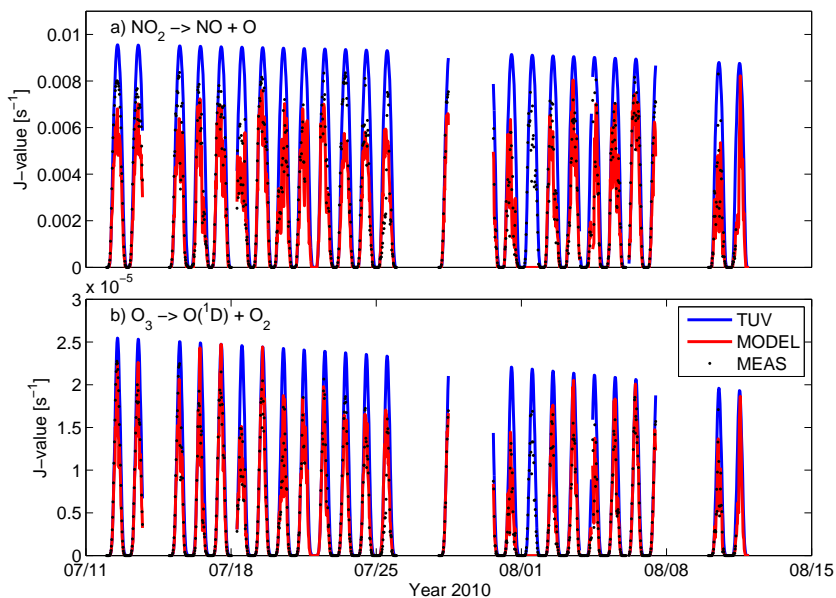 a) NO₂ −> NO + O
0.01
0.008
0.006
0.004
0.002
0
J−value [s⁻¹]
x 10⁻⁵
b) O₃ −> O(¹D) + O₂
3
2.5
2
1.5
1
0.5
0
J−value [s⁻¹]
TUV
MODEL
MEAS
07/11 07/18 07/25 08/01 08/08 08/15
Year 2010